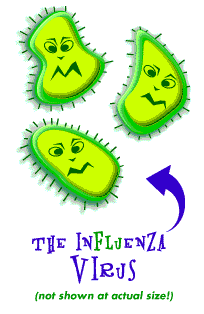 THE INFLUENZA
VIRUS
(not shown at actual size!)